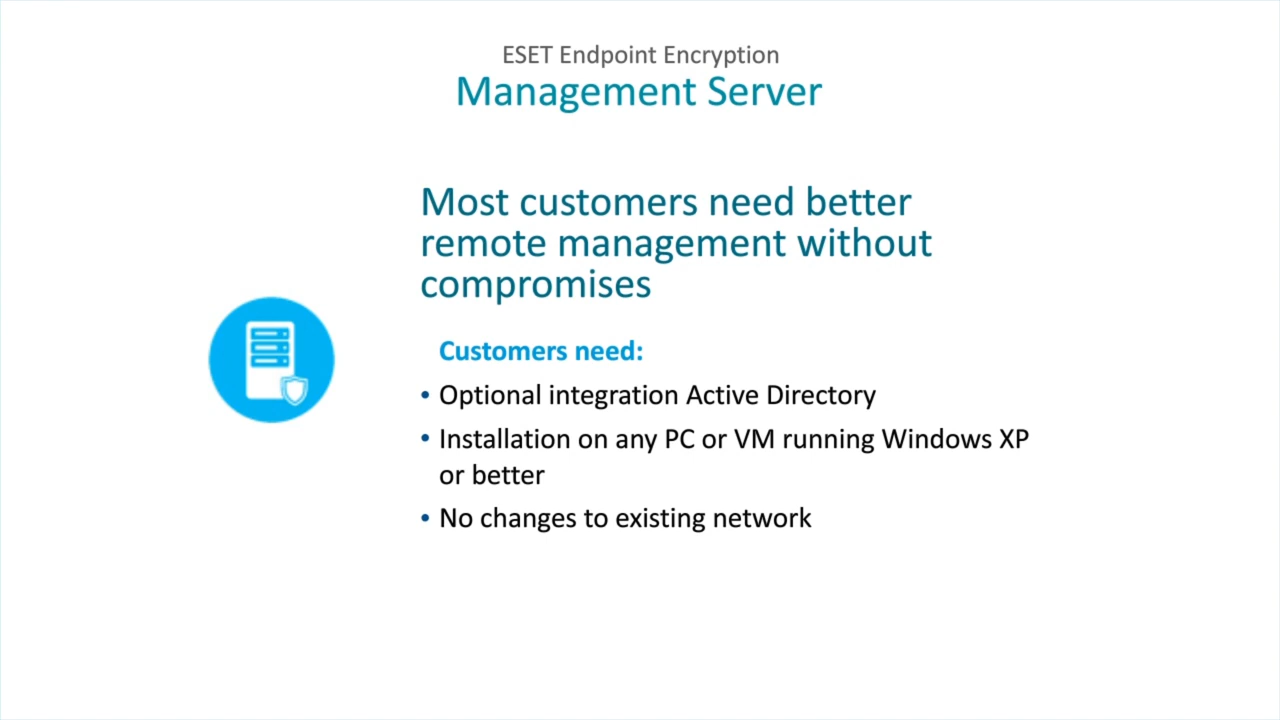 ESET Endpoint Encryption
Management Server
Most customers need better
remote management without
compromises
Customers need:
• Optional integration Active Directory
• Installation on any PC or VM running Windows XP
or better
• No changes to existing network